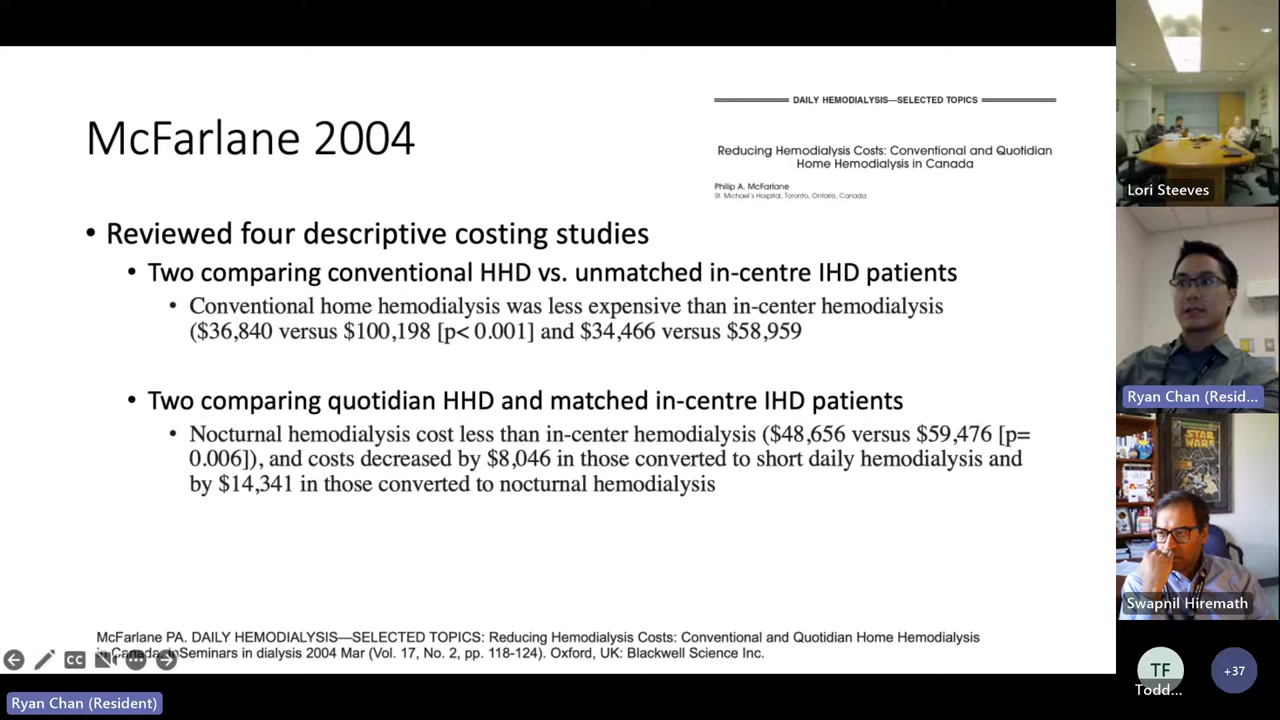 DAILY HEMODIALYSIS—SELECTED TOPICS
McFarlane 2004
Reducing Hemodialysis Costs: Conventional and Quotidian
Home Hemodialysis in Canada
Philip A. McFarlane
St. Michael's Hospital, Toronto, Ontario, Canada
• Reviewed four descriptive costing studies
• Two comparing conventional HHD vs. unmatched in-centre IHD patients
• Conventional home hemodialysis was less expensive than in-center hemodialysis
($36,840 versus $100,198 [p< 0.001] and $34,466 versus $58,959
• Two comparing quotidian HHD and matched in-centre IHD patients
• Nocturnal hemodialysis cost less than in-center hemodialysis ($48,656 versus $59,476 [p=
0.006]), and costs decreased by $8,046 in those converted to short daily hemodialysis and
by $14,341 in those converted to nocturnal hemodialysis
McFarlane PA. DAILY HEMODIALYSIS—SELECTED TOPICS: Reducing Hemodialysis Costs: Conventional and Quotidian Home Hemodialysis
in Canada. InSeminars in dialysis 2004 Mar (Vol. 17, No. 2, pp. 118-124). Oxford, UK: Blackwell Science Inc.
CC
Ryan Chan (Resident)
Lori Steeves
Ryan Chan (Resid...
STAR
WARS
Swapnil Hiremath
TF
Todd...
+37